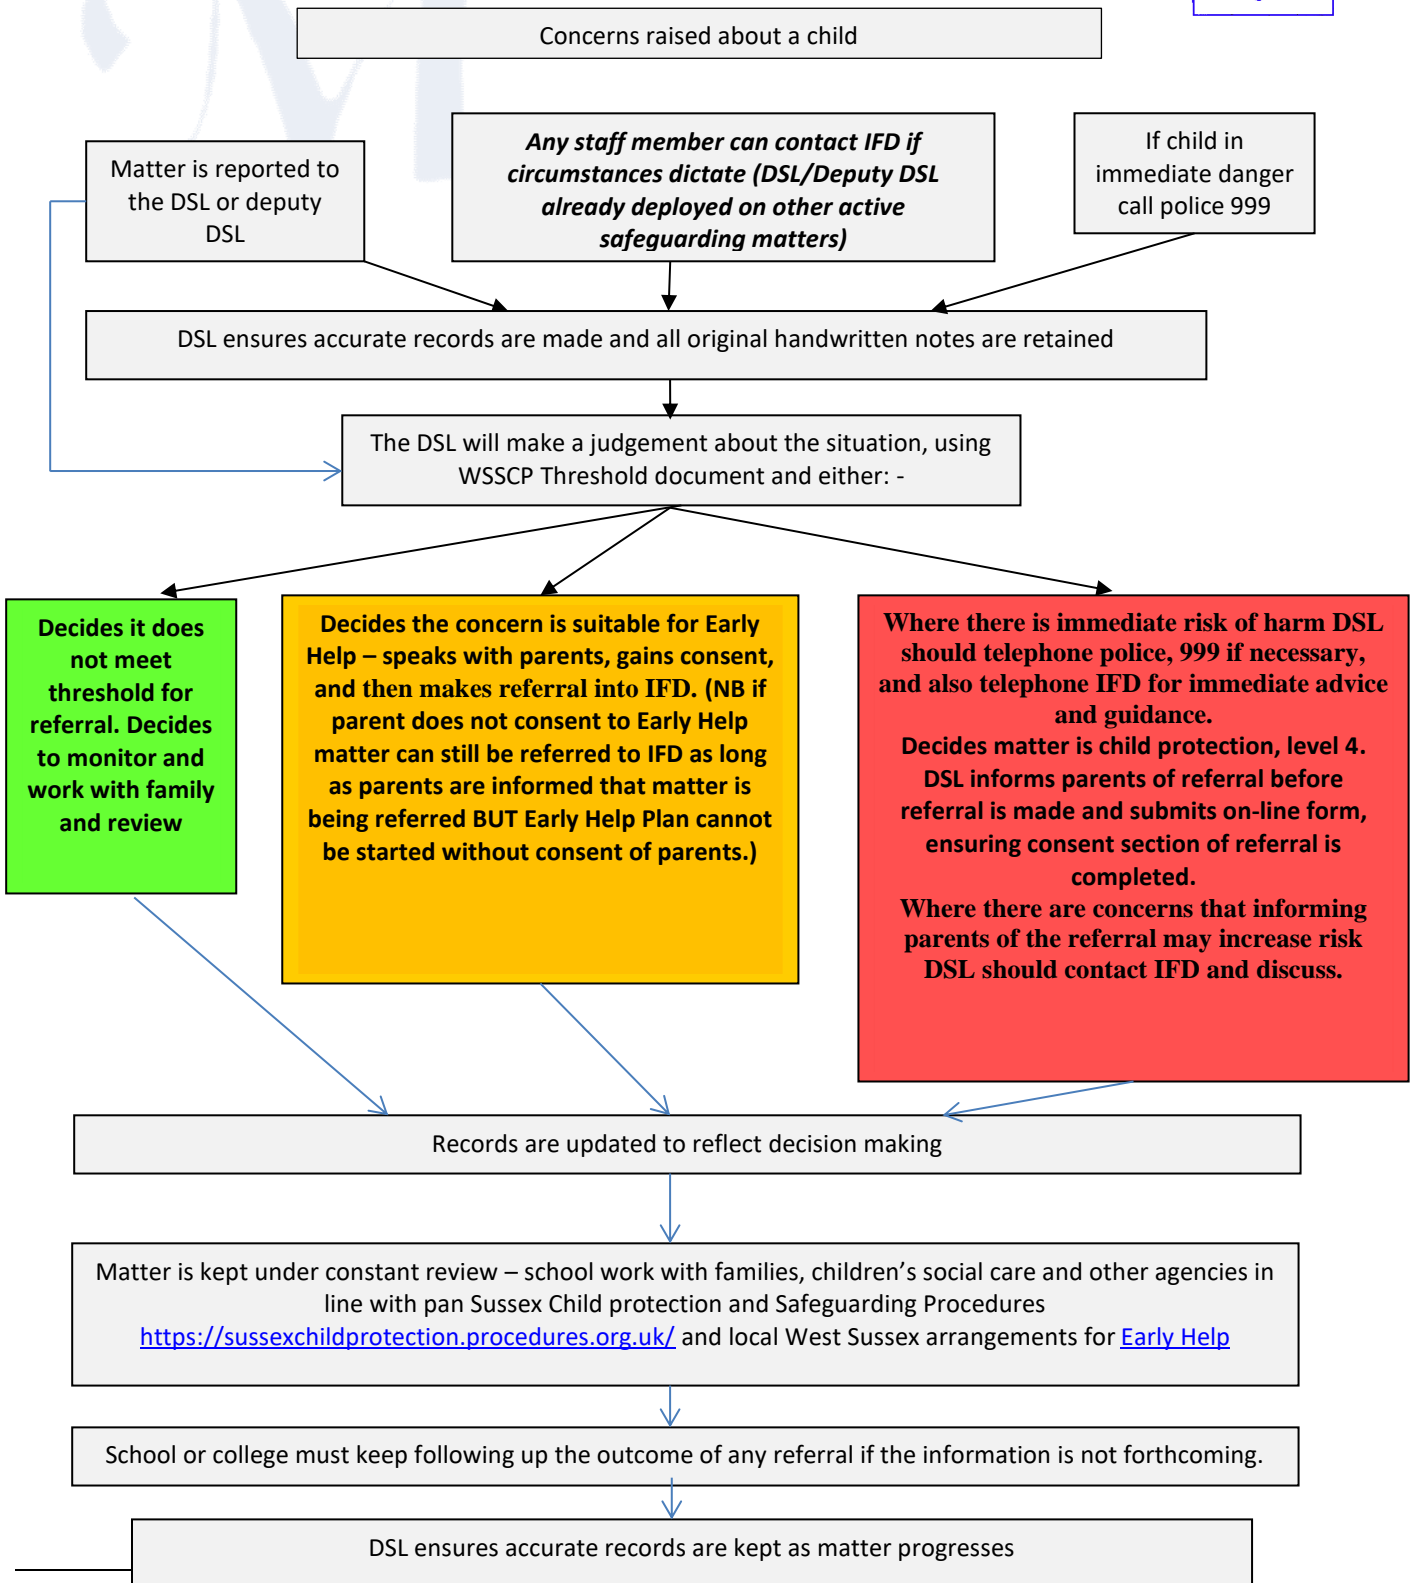 Concerns raised about a child
Matter is reported to
the DSL or deputy
DSL
Any staff member can contact IFD if
circumstances dictate (DSL/Deputy DSL
already deployed on other active
safeguarding matters)
If child in
immediate danger
call police 999
DSL ensures accurate records are made and all original handwritten notes are retained
The DSL will make a judgement about the situation, using
WSSCP Threshold document and either: -
Decides it does
not meet
threshold for
referral. Decides
to monitor and
work with family
and review
Decides the concern is suitable for Early
Help – speaks with parents, gains consent,
and then makes referral into IFD. (NB if
parent does not consent to Early Help
matter can still be referred to IFD as long
as parents are informed that matter is
being referred BUT Early Help Plan cannot
be started without consent of parents.)
Where there is immediate risk of harm DSL
should telephone police, 999 if necessary,
and also telephone IFD for immediate advice
and guidance.
Decides matter is child protection, level 4.
DSL informs parents of referral before
referral is made and submits on-line form,
ensuring consent section of referral is
completed.
Where there are concerns that informing
parents of the referral may increase risk
DSL should contact IFD and discuss.
Records are updated to reflect decision making
Matter is kept under constant review – school work with families, children’s social care and other agencies in
line with pan Sussex Child protection and Safeguarding Procedures
https://sussexchildprotection.procedures.org.uk/ and local West Sussex arrangements for Early Help
School or college must keep following up the outcome of any referral if the information is not forthcoming.
DSL ensures accurate records are kept as matter progresses